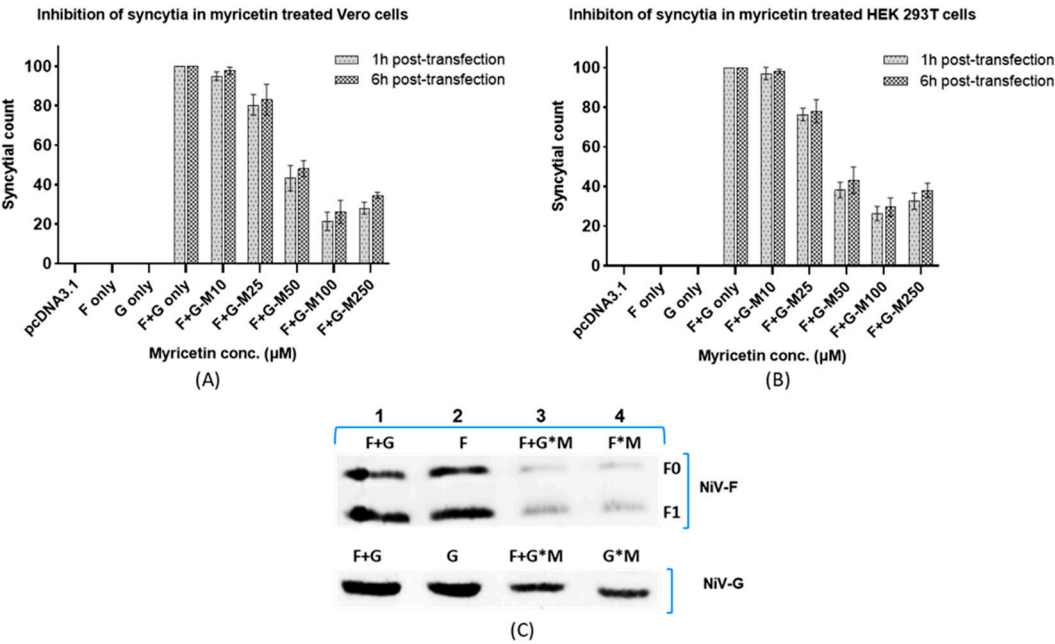 Inhibition of syncytia in myricetin treated Vero cells
1h post-transfection
6h post-transfection
Syncytial count
100
80
60
40
20
0
pcDNA3.1
F only
G only
F+G only
F+G-M10
F+G-M25
F+G-M50
F+G-M100
F+G-M250
Myricetin conc. (µM)
(A)
Inhibiton of syncytia in myricetin treated HEK 293T cells
1h post-transfection
6h post-transfection
Syncytial count
100
80
60
40
20
0
pcDNA3.1
F only
G only
F+G only
F+G-M10
F+G-M25
F+G-M50
F+G-M100
F+G-M250
Myricetin conc. (µM)
(B)
1 2 3 4
F+G F F+G*M F*M
F0
NiV-F
F1
F+G G F+G*M G*M
NiV-G
(C)